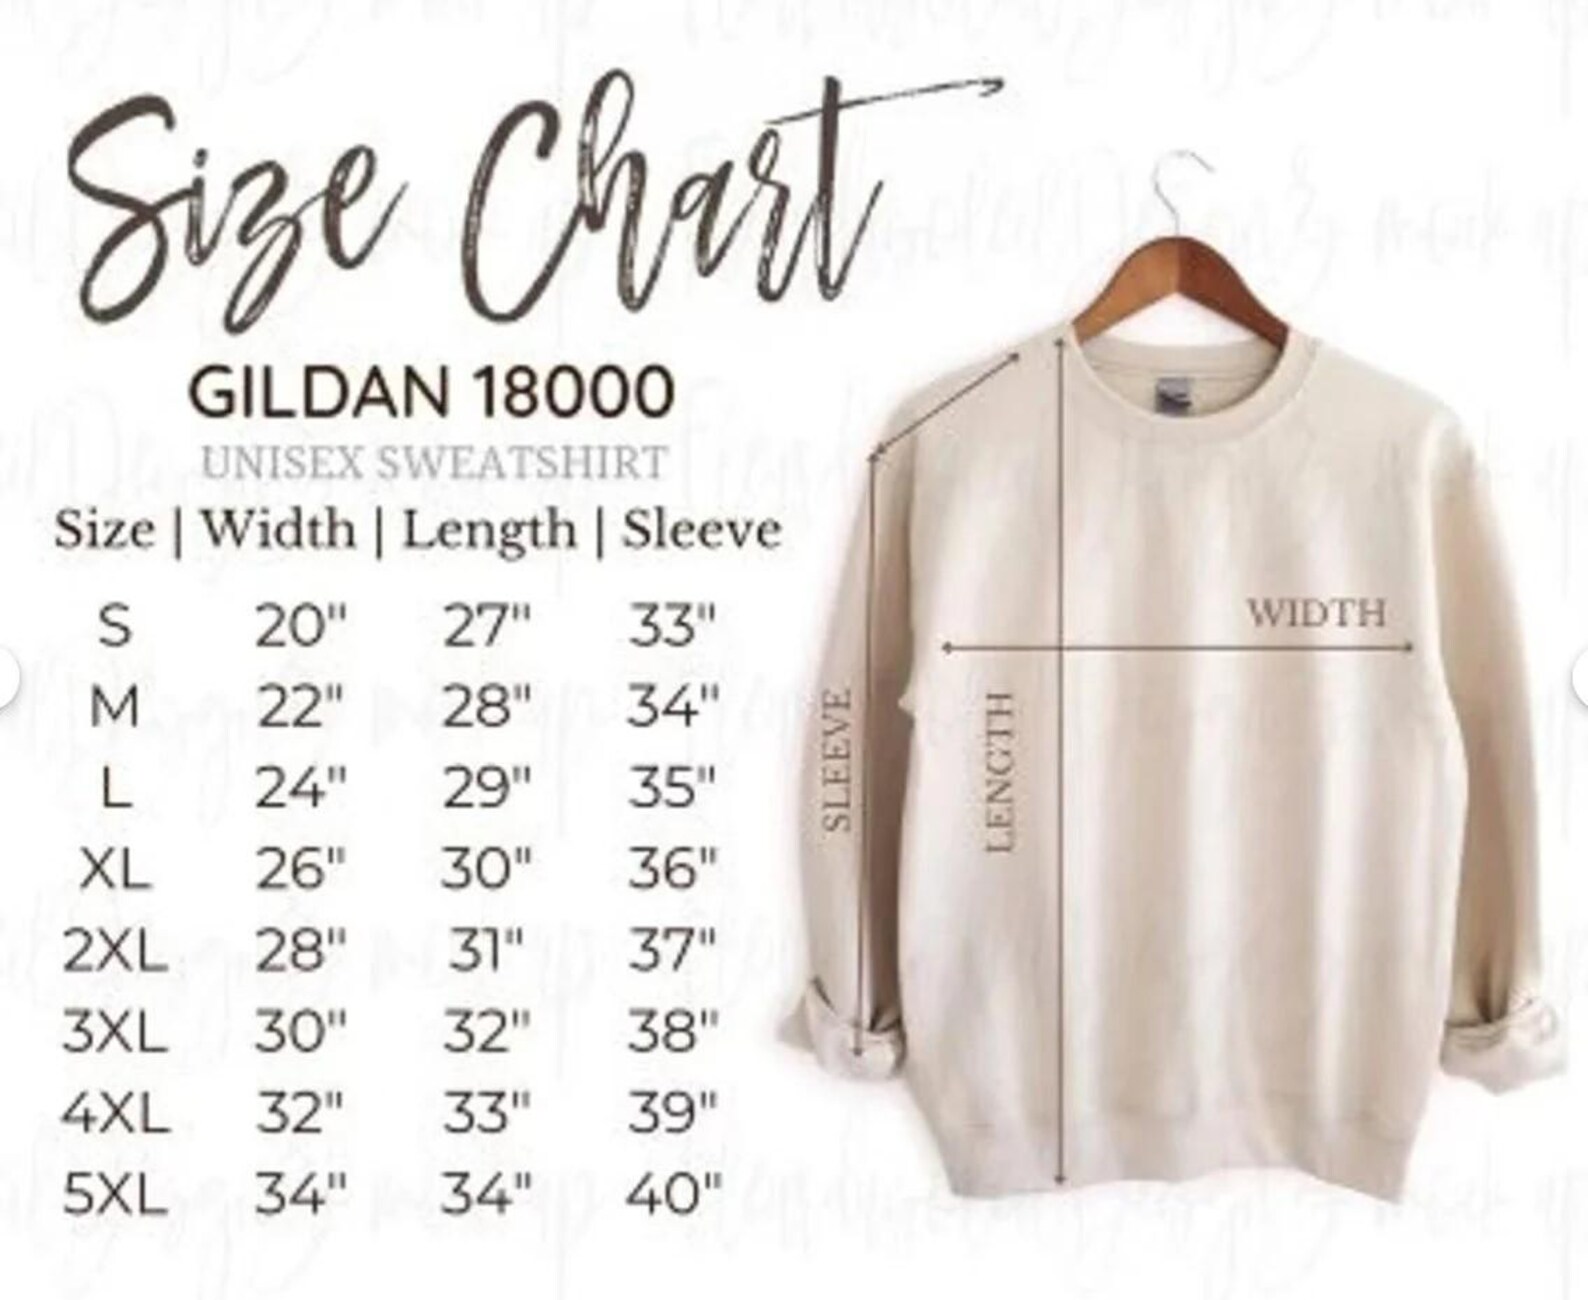 Size Chart
GILDAN 18000
UNISEX SWEATSHIRT
Size | Width | Length | Sleeve
S 20" 27" 33"
M 22" 28" 34"
L 24" 29" 35"
XL 26" 30" 36"
2XL 28" 31" 37"
3XL 30" 32" 38"
4XL 32" 33" 39"
5XL 34" 34" 40"
WIDTH
SLEEVE
LENGTH